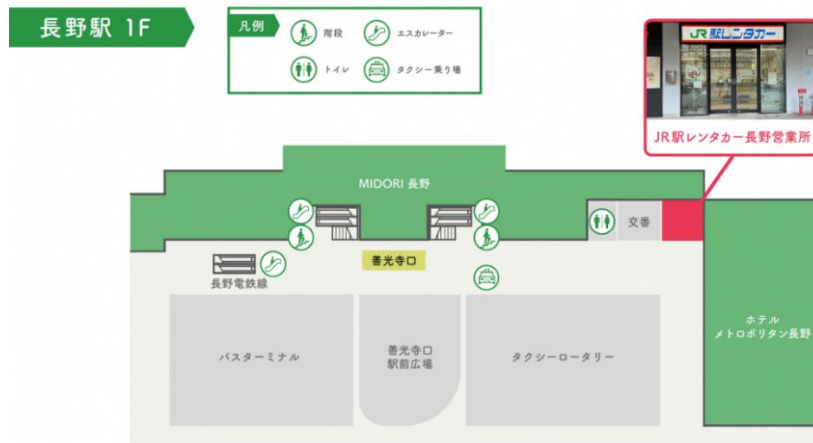 長野駅 1F
凡例
階段
エスカレーター
トイレ
タクシー乗り場
JR 駅レンタカー
JR駅レンタカー長野営業所
MIDORI 長野
交番
善光寺口
長野電鉄線
バスターミナル
善光寺口
駅前広場
タクシーロータリー
ホテル
メトロポリタン長野